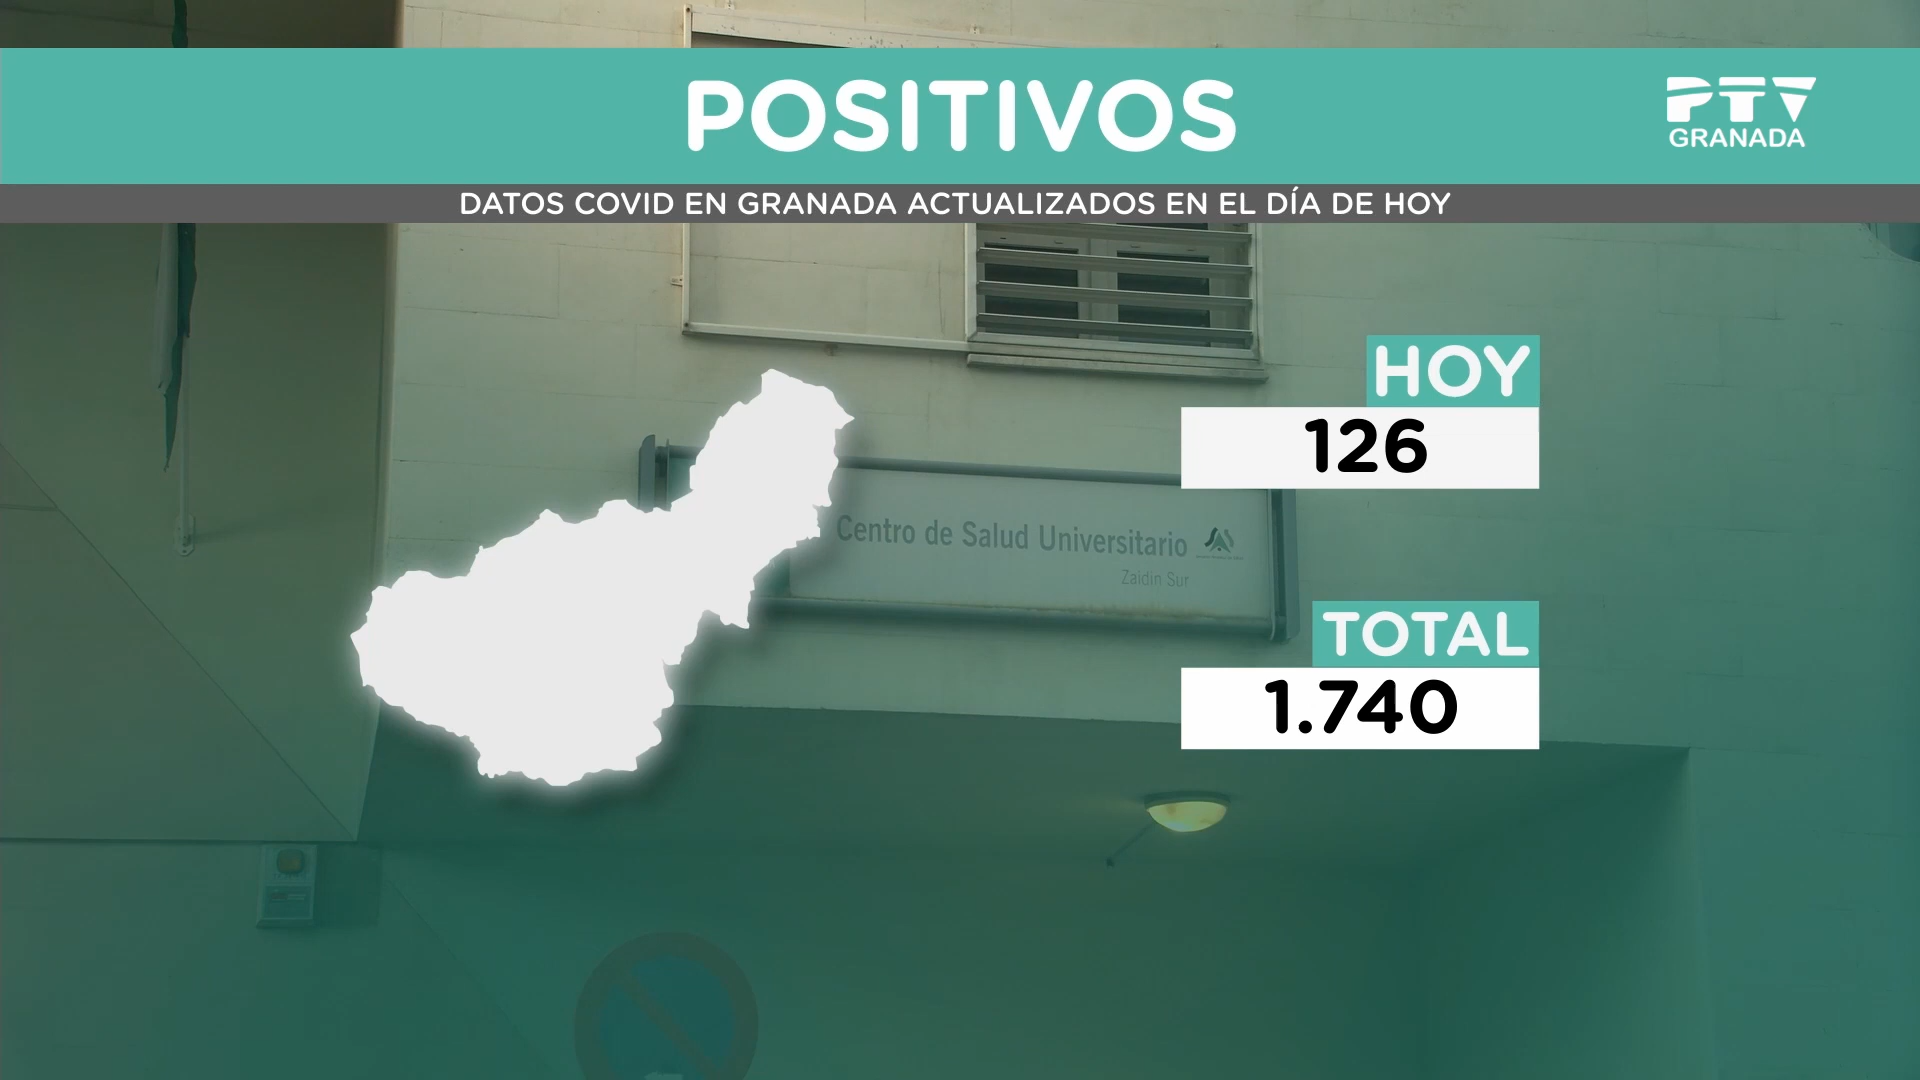 POSITIVOS
PTV
GRANADA
DATOS COVID EN GRANADA ACTUALIZADOS EN EL DÍA DE HOY
HOY
126
Centro de Salud Universitario
Zaidín Sur
TOTAL
1.740